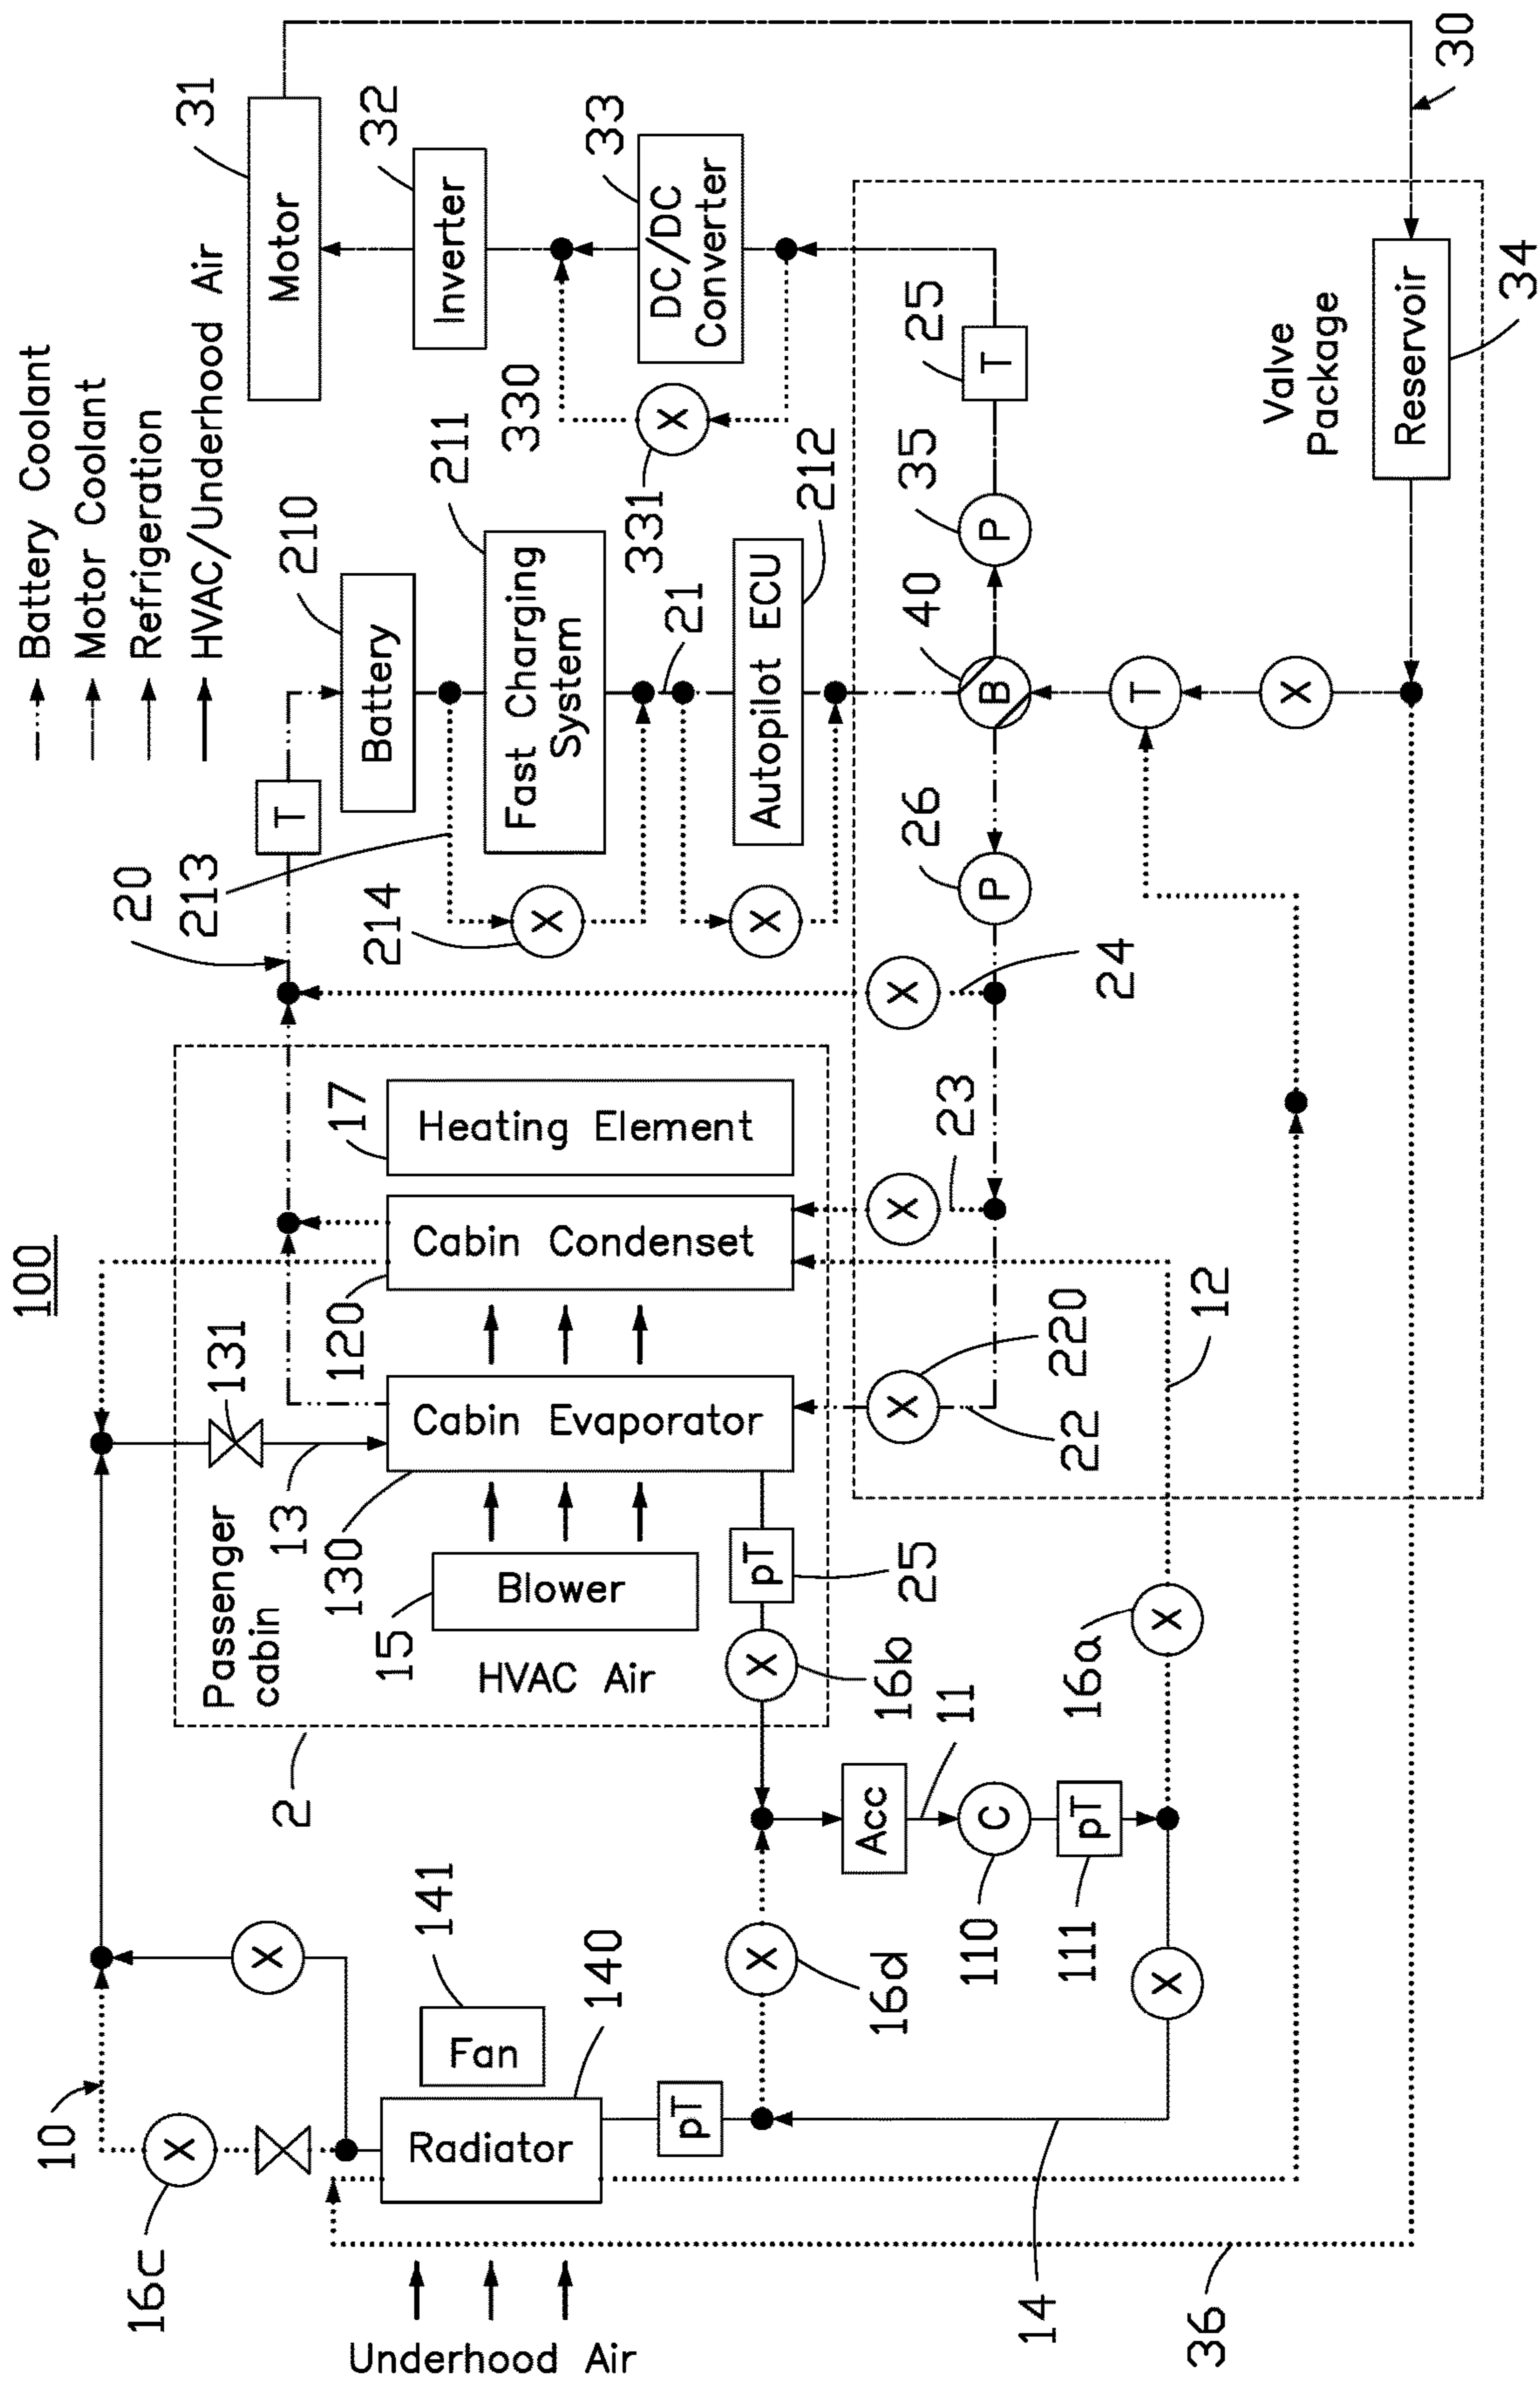 100
Battery Coolant
Motor Coolant
Refrigeration
HVAC/Underhood Air
10
16c
X
X
131
Passenger
cabin
13
2
130
15
Blower
HVAC Air
Cabin Evaporator
120
Cabin Condenset
17
Heating Element
20
213
T
210
Battery
214
X
211
Fast Charging
System
X
21
Autopilot ECU
212
31
Motor
32
Inverter
330
331
X
33
DC/DC
Converter
Underhood Air
Radiator
Fan
141
140
pT
16d
X
16b
X
pT
25
Acc
11
C
110
pT
111
X
16a
X
14
36
12
22
X
220
23
X
24
X
26
P
40
B
35
P
25
T
T
X
Valve
Package
Reservoir
34
30